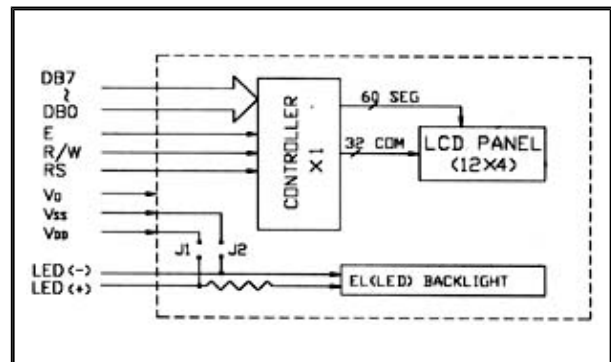 DB7
~
DB0
E
R/W
RS
V0
VSS
VDD
LED(-)
LED(+)
J1
J2
CONTROLLER
X1
60 SEG
32 COM
LCD PANEL
(12X4)
EL(LED) BACKLIGHT